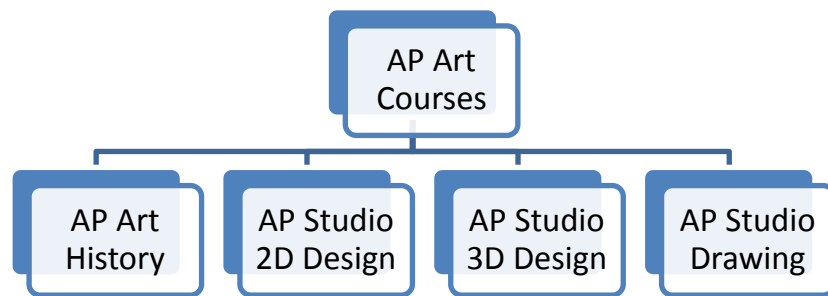 AP Art
Courses
AP Art
History
AP Studio
2D Design
AP Studio
3D Design
AP Studio
Drawing